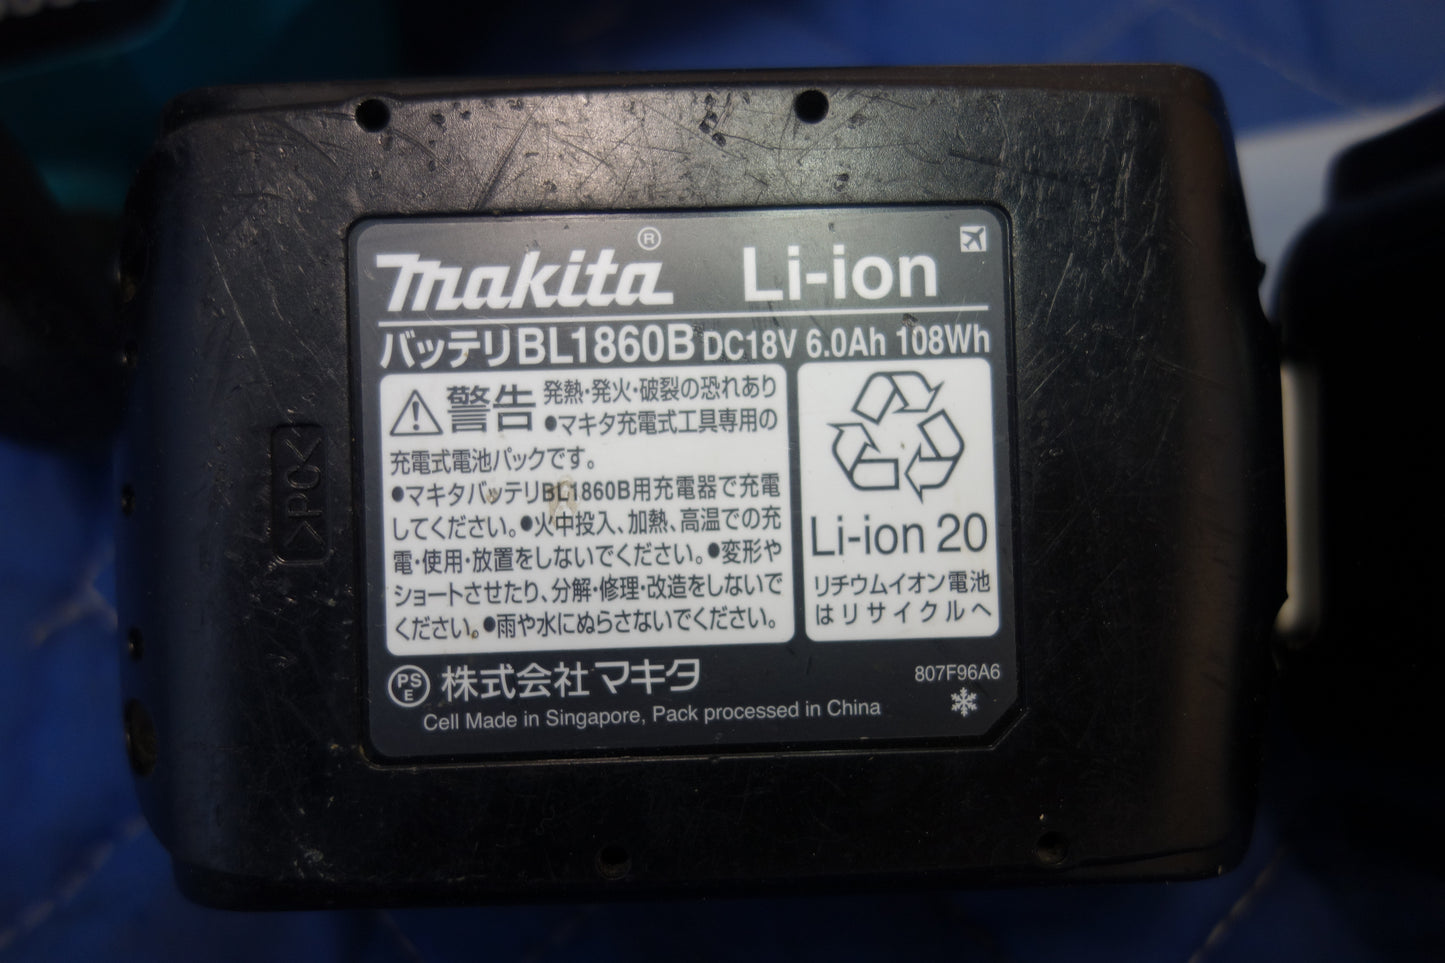 makita® Li-ion
バッテリBL1860B DC18V 6.0Ah 108Wh
警告 発熱・発火・破裂の恐れあり
●マキタ充電式工具専用の
充電式電池パックです。
●マキタバッテリBL1860B用充電器で充電
してください。●火中投入、加熱、高温での充
電・使用・放置をしないでください。●変形や
ショートさせたり、分解・修理・改造をしないで
ください。●雨や水にぬらさないでください。
Li-ion 20
リチウムイオン電池
はリサイクルへ
PSE 株式会社マキタ
807F96A6
Cell Made in Singapore, Pack processed in China
>PC<